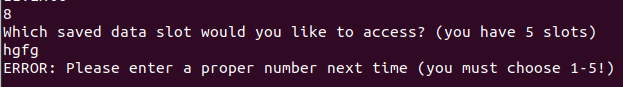 8
Which saved data slot would you like to access? (you have 5 slots)
hgfg
ERROR: Please enter a proper number next time (you must choose 1-5!)